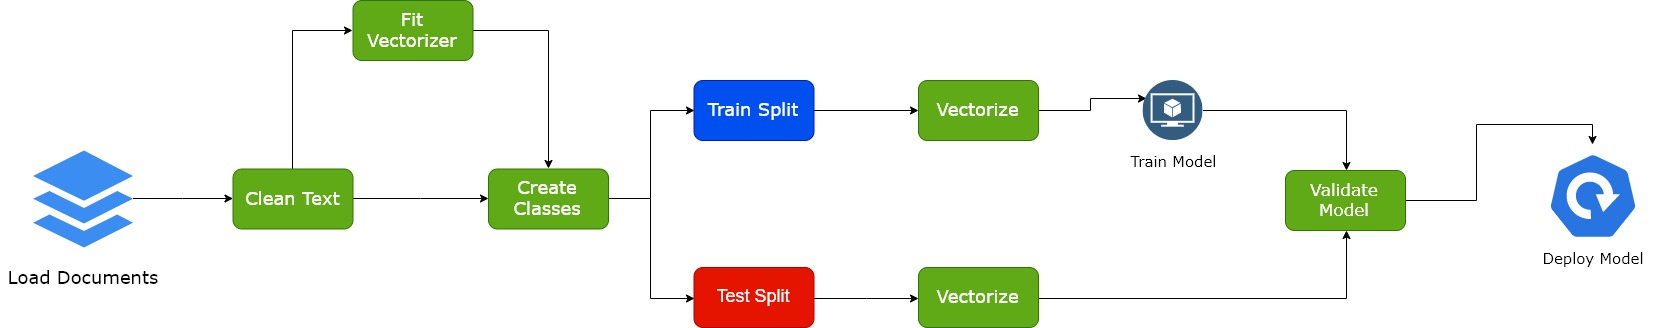 Load Documents
Clean Text
Fit
Vectorizer
Create
Classes
Train Split
Vectorize
Train Model
Test Split
Vectorize
Validate
Model
Deploy Model